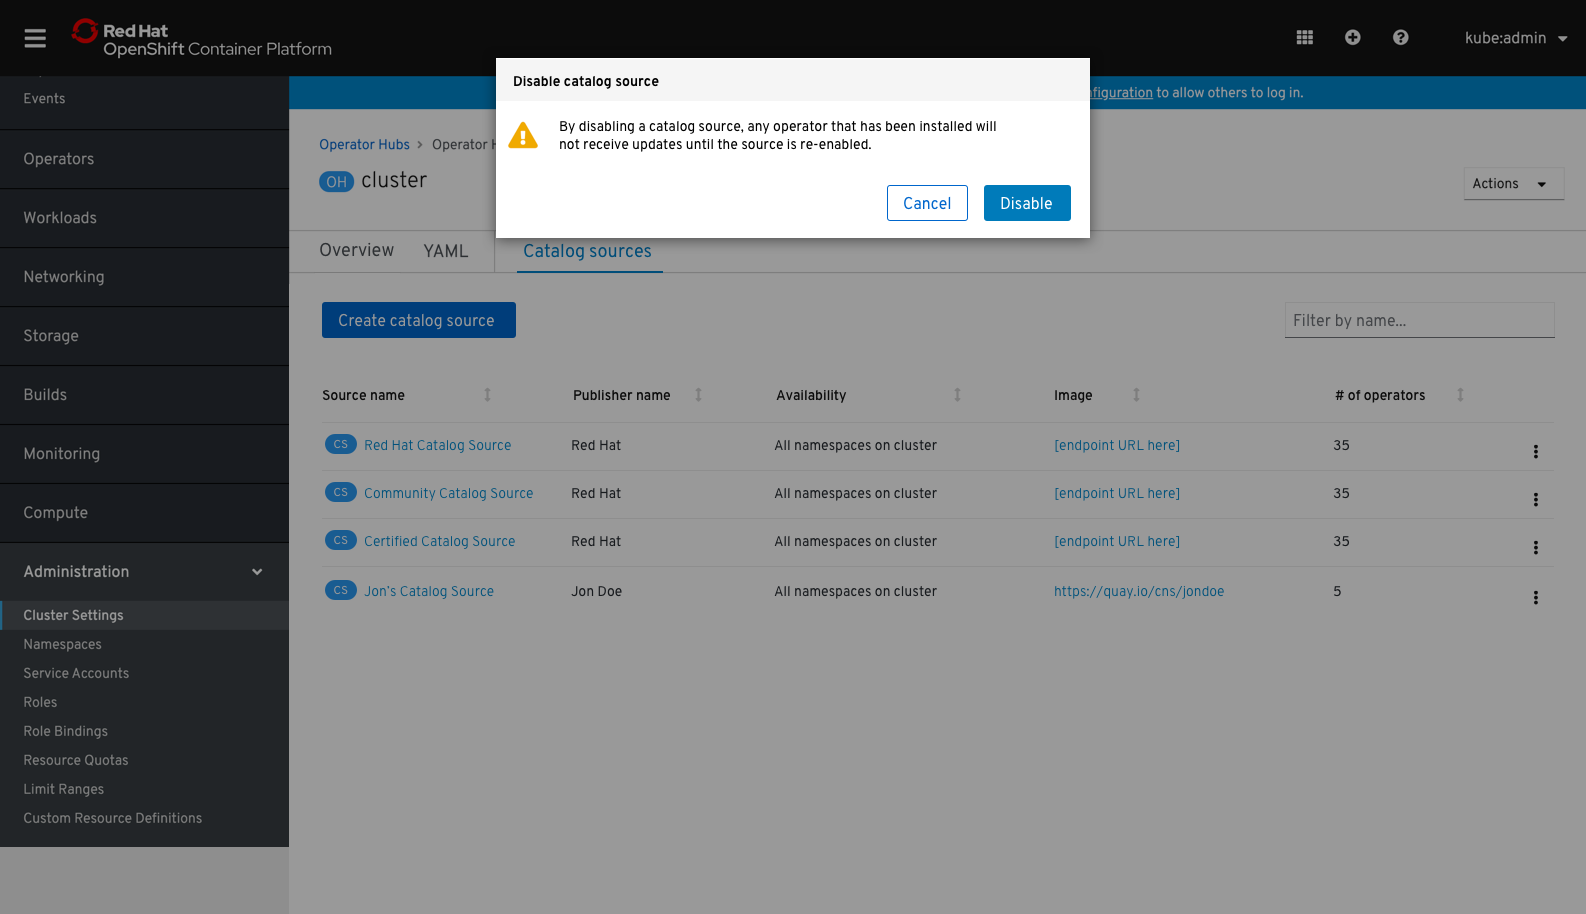 Red Hat
OpenShift Container Platform
kube:admin
Disable catalog source
By disabling a catalog source, any operator that has been installed will
not receive updates until the source is re-enabled.
Cancel
Disable
to allow others to log in.
Events
Operators
Workloads
Networking
Storage
Builds
Monitoring
Compute
Administration
Cluster Settings
Namespaces
Service Accounts
Roles
Role Bindings
Resource Quotas
Limit Ranges
Custom Resource Definitions
Operator Hubs > Operator
OH cluster
Actions
Overview YAML Catalog sources
Create catalog source
Filter by name...
Source name Publisher name Availability Image # of operators
CS Red Hat Catalog Source Red Hat All namespaces on cluster [endpoint URL here] 35
CS Community Catalog Source Red Hat All namespaces on cluster [endpoint URL here] 35
CS Certified Catalog Source Red Hat All namespaces on cluster [endpoint URL here] 35
CS Jon's Catalog Source Jon Doe All namespaces on cluster https://quay.io/cns/jondoe 5